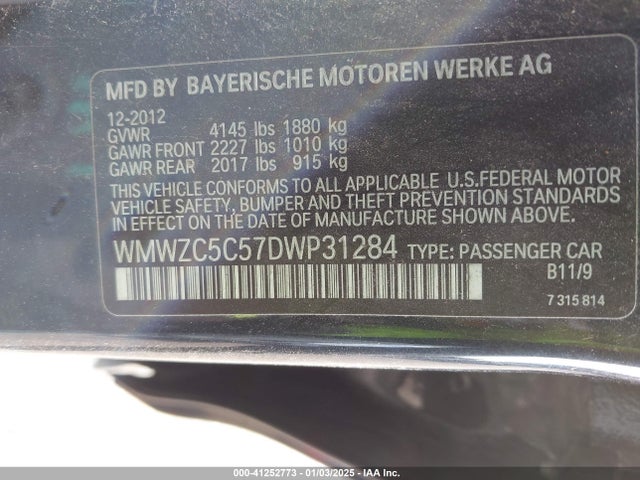 MFD BY BAYERISCHE MOTOREN WERKE AG
12-2012
GVWR 4145 lbs 1880 kg
GAWR FRONT 2227 lbs 1010 kg
GAWR REAR 2017 lbs 915 kg
THIS VEHICLE CONFORMS TO ALL APPLICABLE U.S.FEDERAL MOTOR
VEHICLE SAFETY, BUMPER AND THEFT PREVENTION STANDARDS
IN EFFECT ON THE DATE OF MANUFACTURE SHOWN ABOVE.
WMWZC5C57DWP31284 TYPE: PASSENGER CAR
B11/9
7 315 814
000-41252773 - 01/03/2025 - IAAI.CA